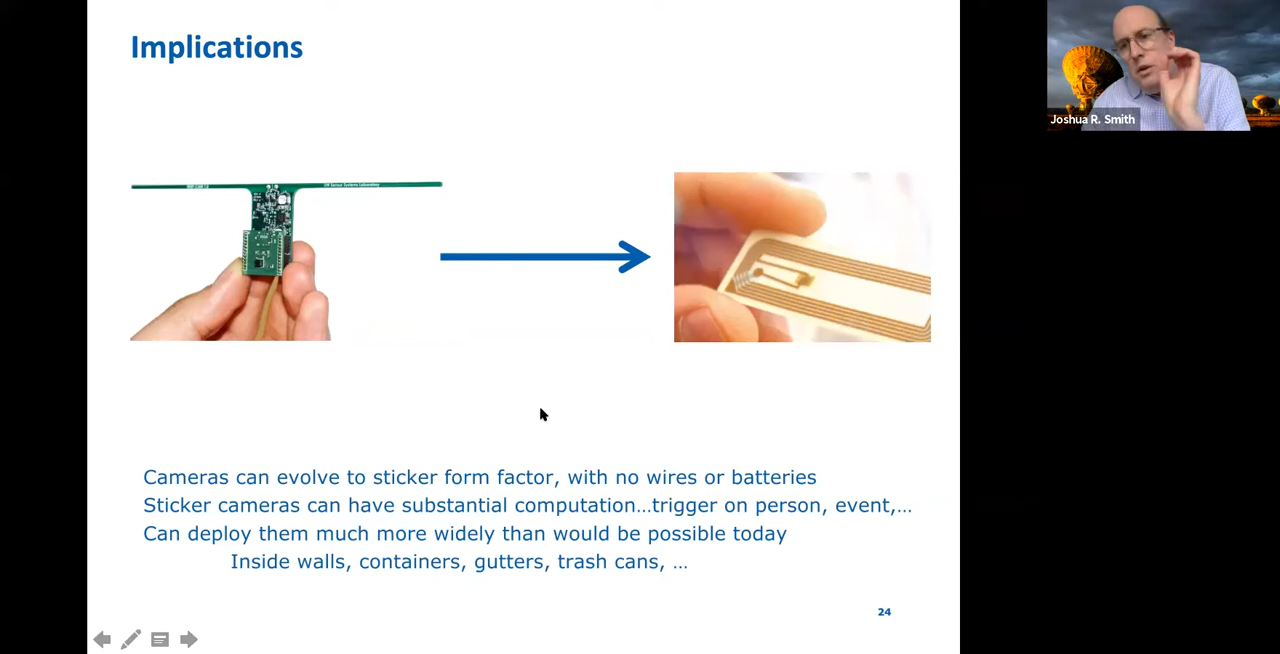 Implications
Joshua R. Smith
Cameras can evolve to sticker form factor, with no wires or batteries
Sticker cameras can have substantial computation…trigger on person, event,…
Can deploy them much more widely than would be possible today
Inside walls, containers, gutters, trash cans, …
24